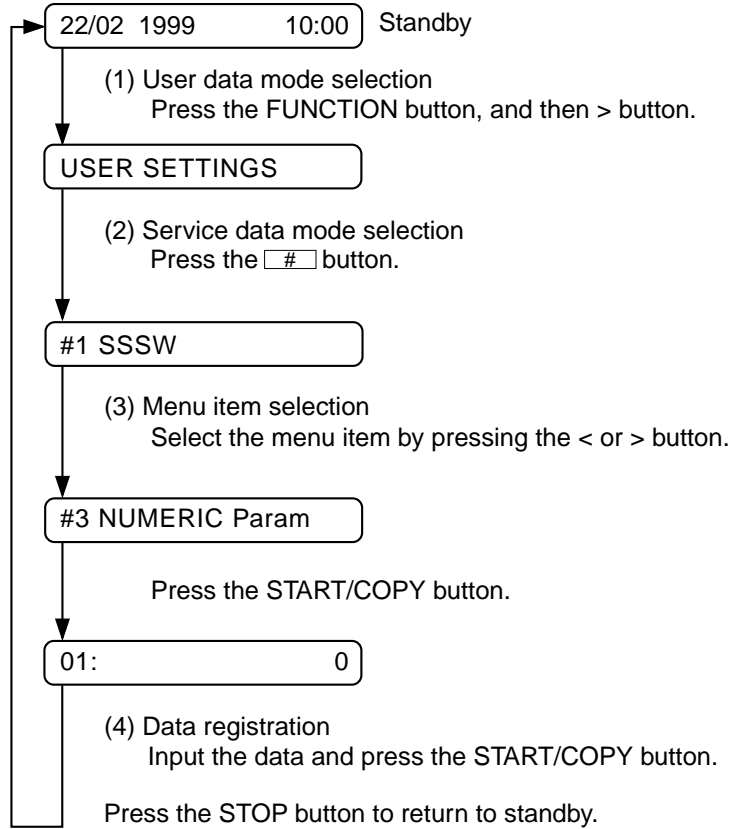 22/02 1999 10:00 Standby
(1) User data mode selection
Press the FUNCTION button, and then > button.
USER SETTINGS
(2) Service data mode selection
Press the # button.
#1 SSSW
(3) Menu item selection
Select the menu item by pressing the < or > button.
#3 NUMERIC Param
Press the START/COPY button.
01: 0
(4) Data registration
Input the data and press the START/COPY button.
Press the STOP button to return to standby.